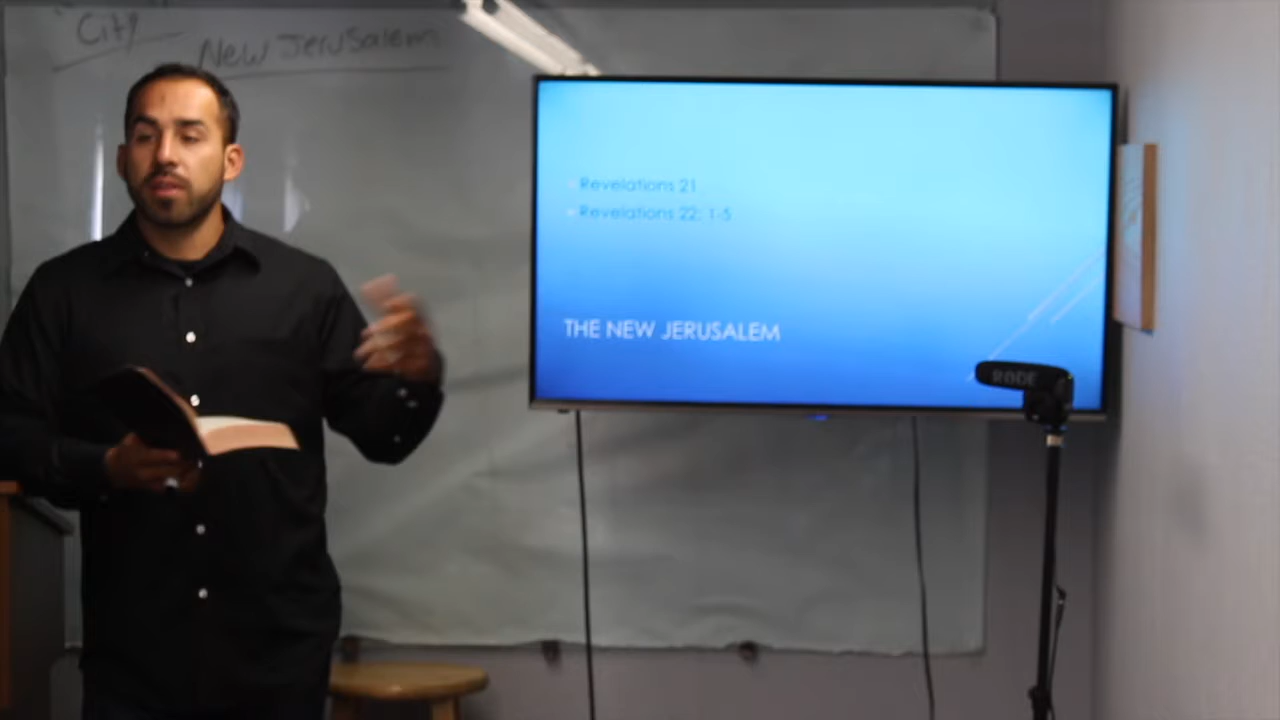 City
New Jerusalem
Revelations 21
Revelations 22: 1-5
THE NEW JERUSALEM
RODE